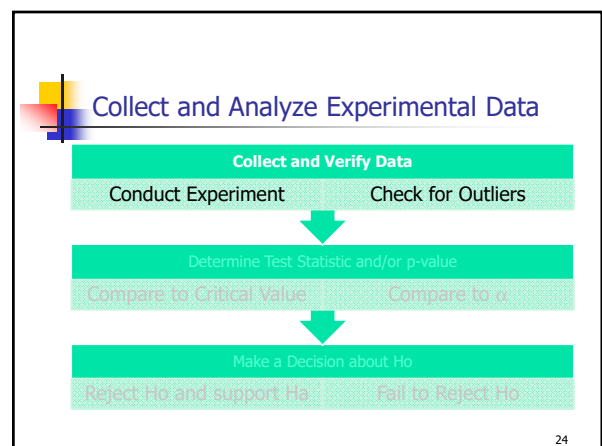 Collect and Analyze Experimental Data
Collect and Verify Data
Conduct Experiment Check for Outliers
Determine Test Statistic and/or p-value
Compare to Critical Value Compare to α
Make a Decision about Ho
Reject Ho and support Ha Fail to Reject Ho
24